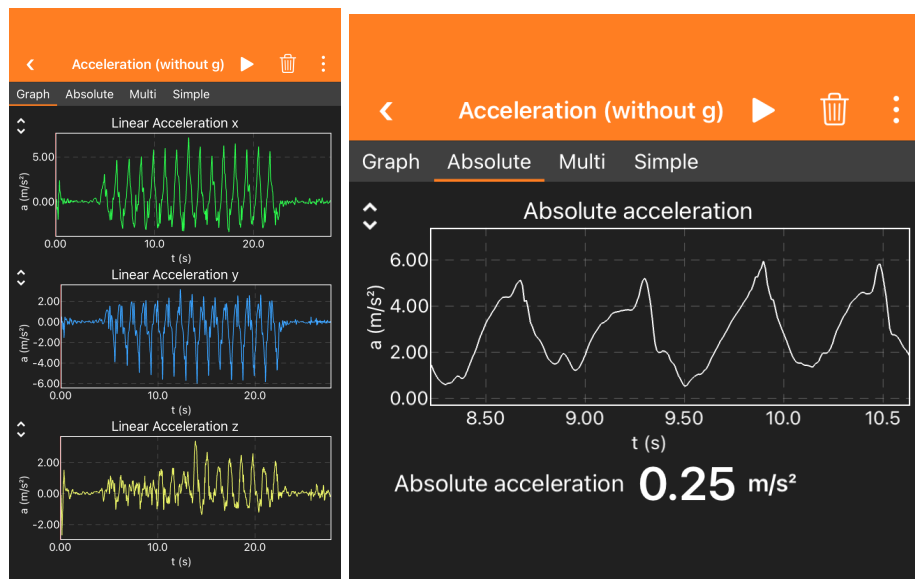 Acceleration (without g)
Graph Absolute Multi Simple
Linear Acceleration x
a (m/s²)
5.00
0.00
0.00 10.0 20.0
t (s)
Linear Acceleration y
a (m/s²)
2.00
0.00
-2.00
-4.00
-6.00
0.00 10.0 20.0
t (s)
Linear Acceleration z
a (m/s²)
2.00
0.00
-2.00
0.00 10.0 20.0
t (s)
Acceleration (without g)
Graph Absolute Multi Simple
Absolute acceleration
a (m/s²)
6.00
4.00
2.00
0.00
8.50 9.00 9.50 10.0 10.5
t (s)
Absolute acceleration 0.25 m/s²